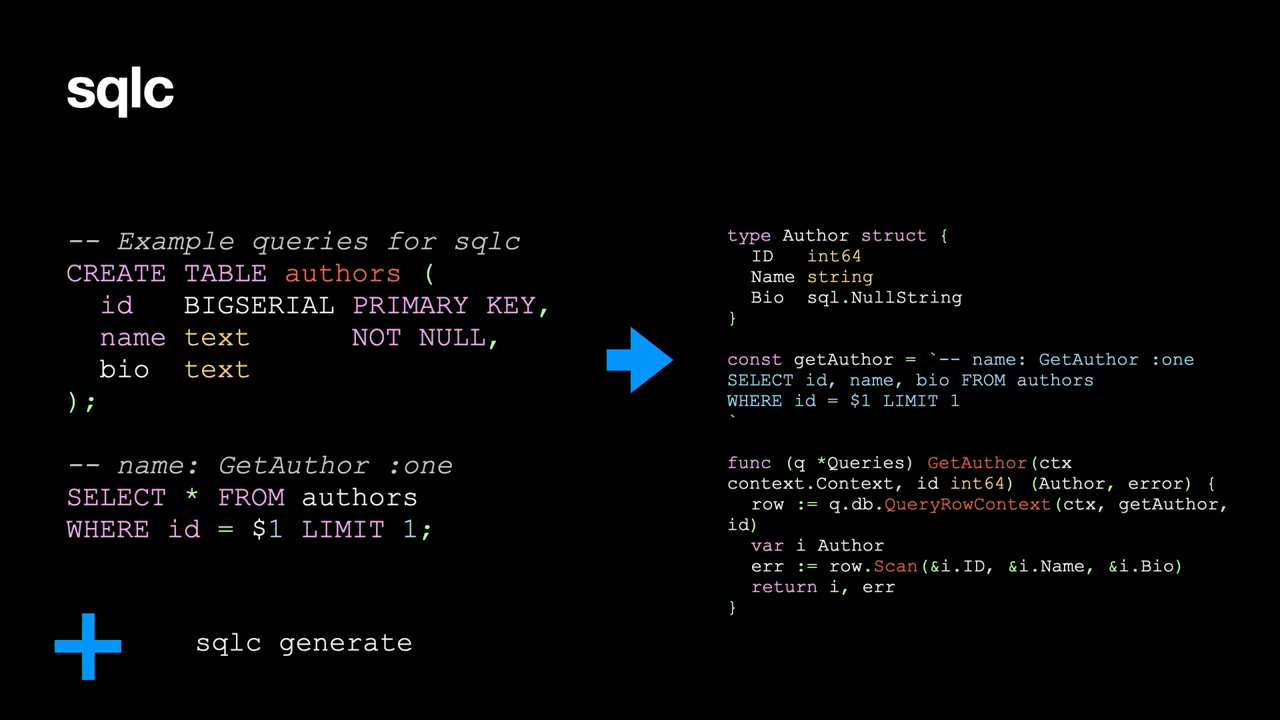 sqlc
-- Example queries for sqlc
CREATE TABLE authors (
  id   BIGSERIAL PRIMARY KEY,
  name text      NOT NULL,
  bio  text
);
-- name: GetAuthor :one
SELECT * FROM authors
WHERE id = $1 LIMIT 1;
sqlc generate
type Author struct {
  ID   int64
  Name string
  Bio  sql.NullString
}
const getAuthor = `-- name: GetAuthor :one
SELECT id, name, bio FROM authors
WHERE id = $1 LIMIT 1
`
func (q *Queries) GetAuthor(ctx
context.Context, id int64) (Author, error) {
  row := q.db.QueryRowContext(ctx, getAuthor,
id)
  var i Author
  err := row.Scan(&i.ID, &i.Name, &i.Bio)
  return i, err
}